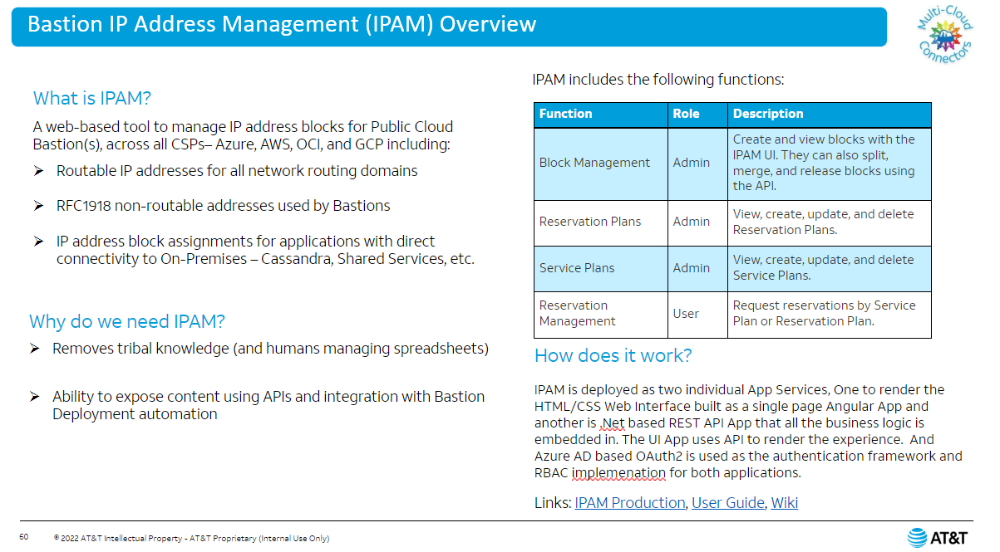 Bastion IP Address Management (IPAM) Overview
Multi-Cloud
Connectors
What is IPAM?
A web-based tool to manage IP address blocks for Public Cloud
Bastion(s), across all CSPs– Azure, AWS, OCI, and GCP including:
➢ Routable IP addresses for all network routing domains
➢ RFC1918 non-routable addresses used by Bastions
➢ IP address block assignments for applications with direct
connectivity to On-Premises – Cassandra, Shared Services, etc.
Why do we need IPAM?
➢ Removes tribal knowledge (and humans managing spreadsheets)
➢ Ability to expose content using APIs and integration with Bastion
Deployment automation
IPAM includes the following functions:
Function Role Description
Block Management Admin Create and view blocks with the
IPAM UI. They can also split,
merge, and release blocks using
the API.
Reservation Plans Admin View, create, update, and delete
Reservation Plans.
Service Plans Admin View, create, update, and delete
Service Plans.
Reservation
Management User Request reservations by Service
Plan or Reservation Plan.
How does it work?
IPAM is deployed as two individual App Services, One to render the
HTML/CSS Web Interface built as a single page Angular App and
another is .Net based REST API App that all the business logic is
embedded in. The UI App uses API to render the experience. And
Azure AD based OAuth2 is used as the authentication framework and
RBAC implemenation for both applications.
Links: IPAM Production, User Guide, Wiki
60 © 2022 AT&T Intellectual Property - AT&T Proprietary (Internal Use Only)
AT&T